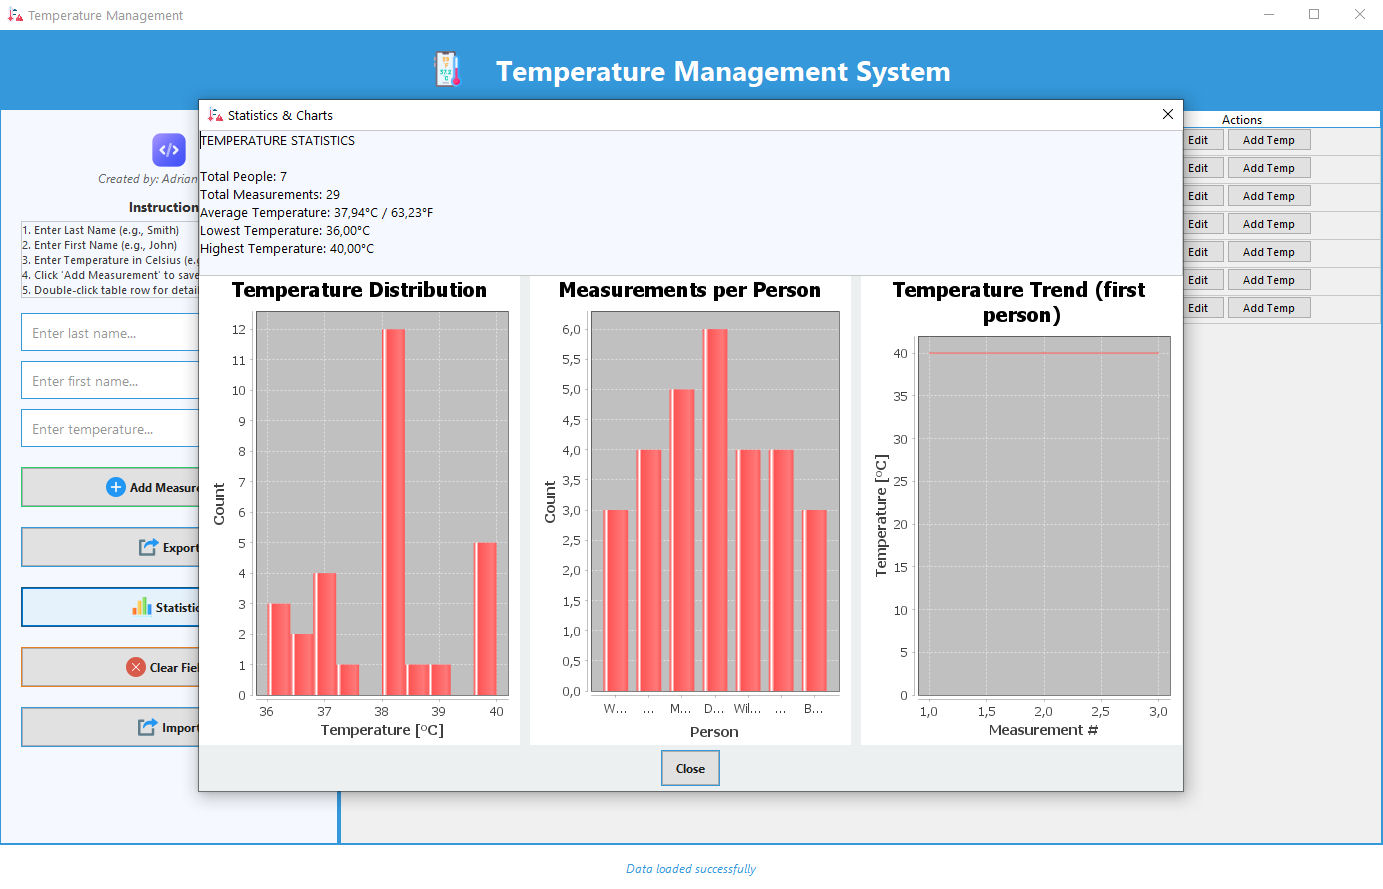 Temperature Management
Temperature Management System
Statistics & Charts
TEMPERATURE STATISTICS
Total People: 7
Total Measurements: 29
Average Temperature: 37,94°C / 63,23°F
Lowest Temperature: 36,00°C
Highest Temperature: 40,00°C
Created by: Adrian
Instruction
1. Enter Last Name (e.g., Smith)
2. Enter First Name (e.g., John)
3. Enter Temperature in Celsius (e.g
4. Click 'Add Measurement' to save
5. Double-click table row for detai
Enter last name...
Enter first name...
Enter temperature...
Add Measure
Export
Statistic
Clear Fiel
Import
Actions
Edit Add Temp
Edit Add Temp
Edit Add Temp
Edit Add Temp
Edit Add Temp
Edit Add Temp
Edit Add Temp
Temperature Distribution
12
11
10
9
8
7
6
5
4
3
2
1
0
Count
36 37 38 39 40
Temperature [°C]
Measurements per Person
6,0
5,5
5,0
4,5
4,0
3,5
3,0
2,5
2,0
1,5
1,0
0,5
0,0
Count
W... ... M... D... Wil... ... B...
Person
Temperature Trend (first
person)
40
35
30
25
20
15
10
5
0
Temperature [°C]
1,0 1,5 2,0 2,5 3,0
Measurement #
Close
Data loaded successfully